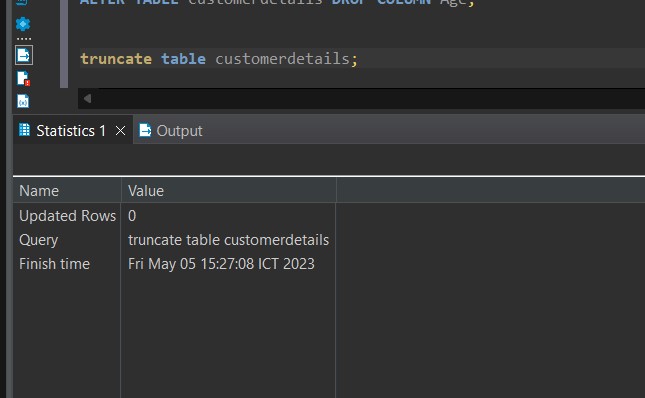 ALTER TABLE customerdetails DROP COLUMN Age;
truncate table customerdetails;
Statistics 1
Output
Name Value
Updated Rows 0
Query truncate table customerdetails
Finish time Fri May 05 15:27:08 ICT 2023